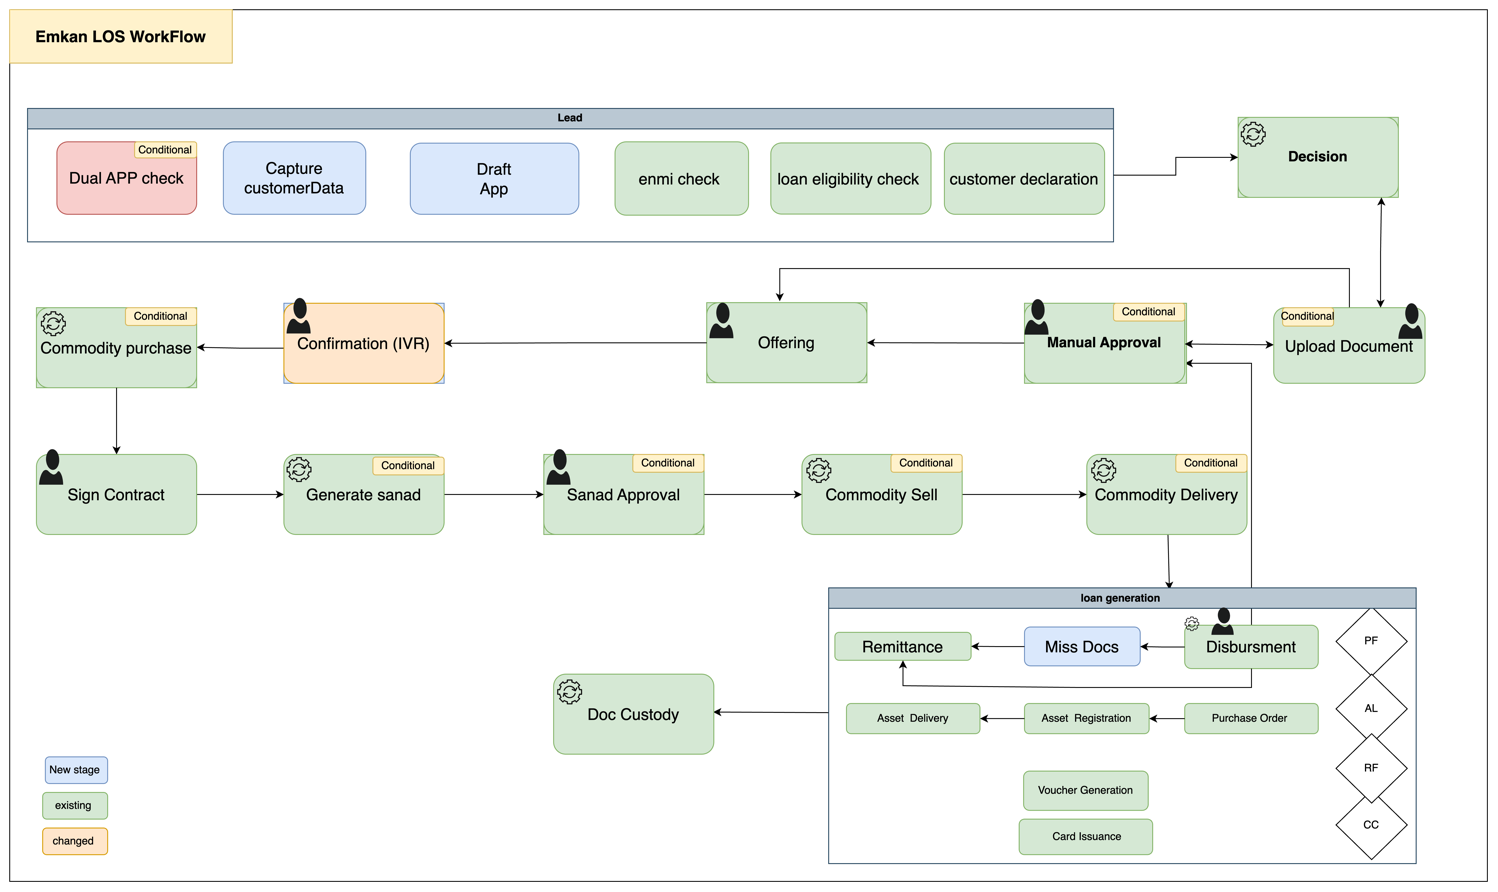 Emkan LOS WorkFlow
Lead
Conditional
Dual APP check
Capture
customerData
Draft
App
enmi check
loan eligibility check
customer declaration
Decision
Conditional
Commodity purchase
Confirmation (IVR)
Offering
Conditional
Manual Approval
Conditional
Upload Document
Sign Contract
Conditional
Generate sanad
Conditional
Sanad Approval
Conditional
Commodity Sell
Conditional
Commodity Delivery
loan generation
Remittance
Miss Docs
Disbursment
PF
Doc Custody
Asset Delivery
Asset Registration
Purchase Order
AL
RF
Voucher Generation
Card Issuance
CC
New stage
existing
changed